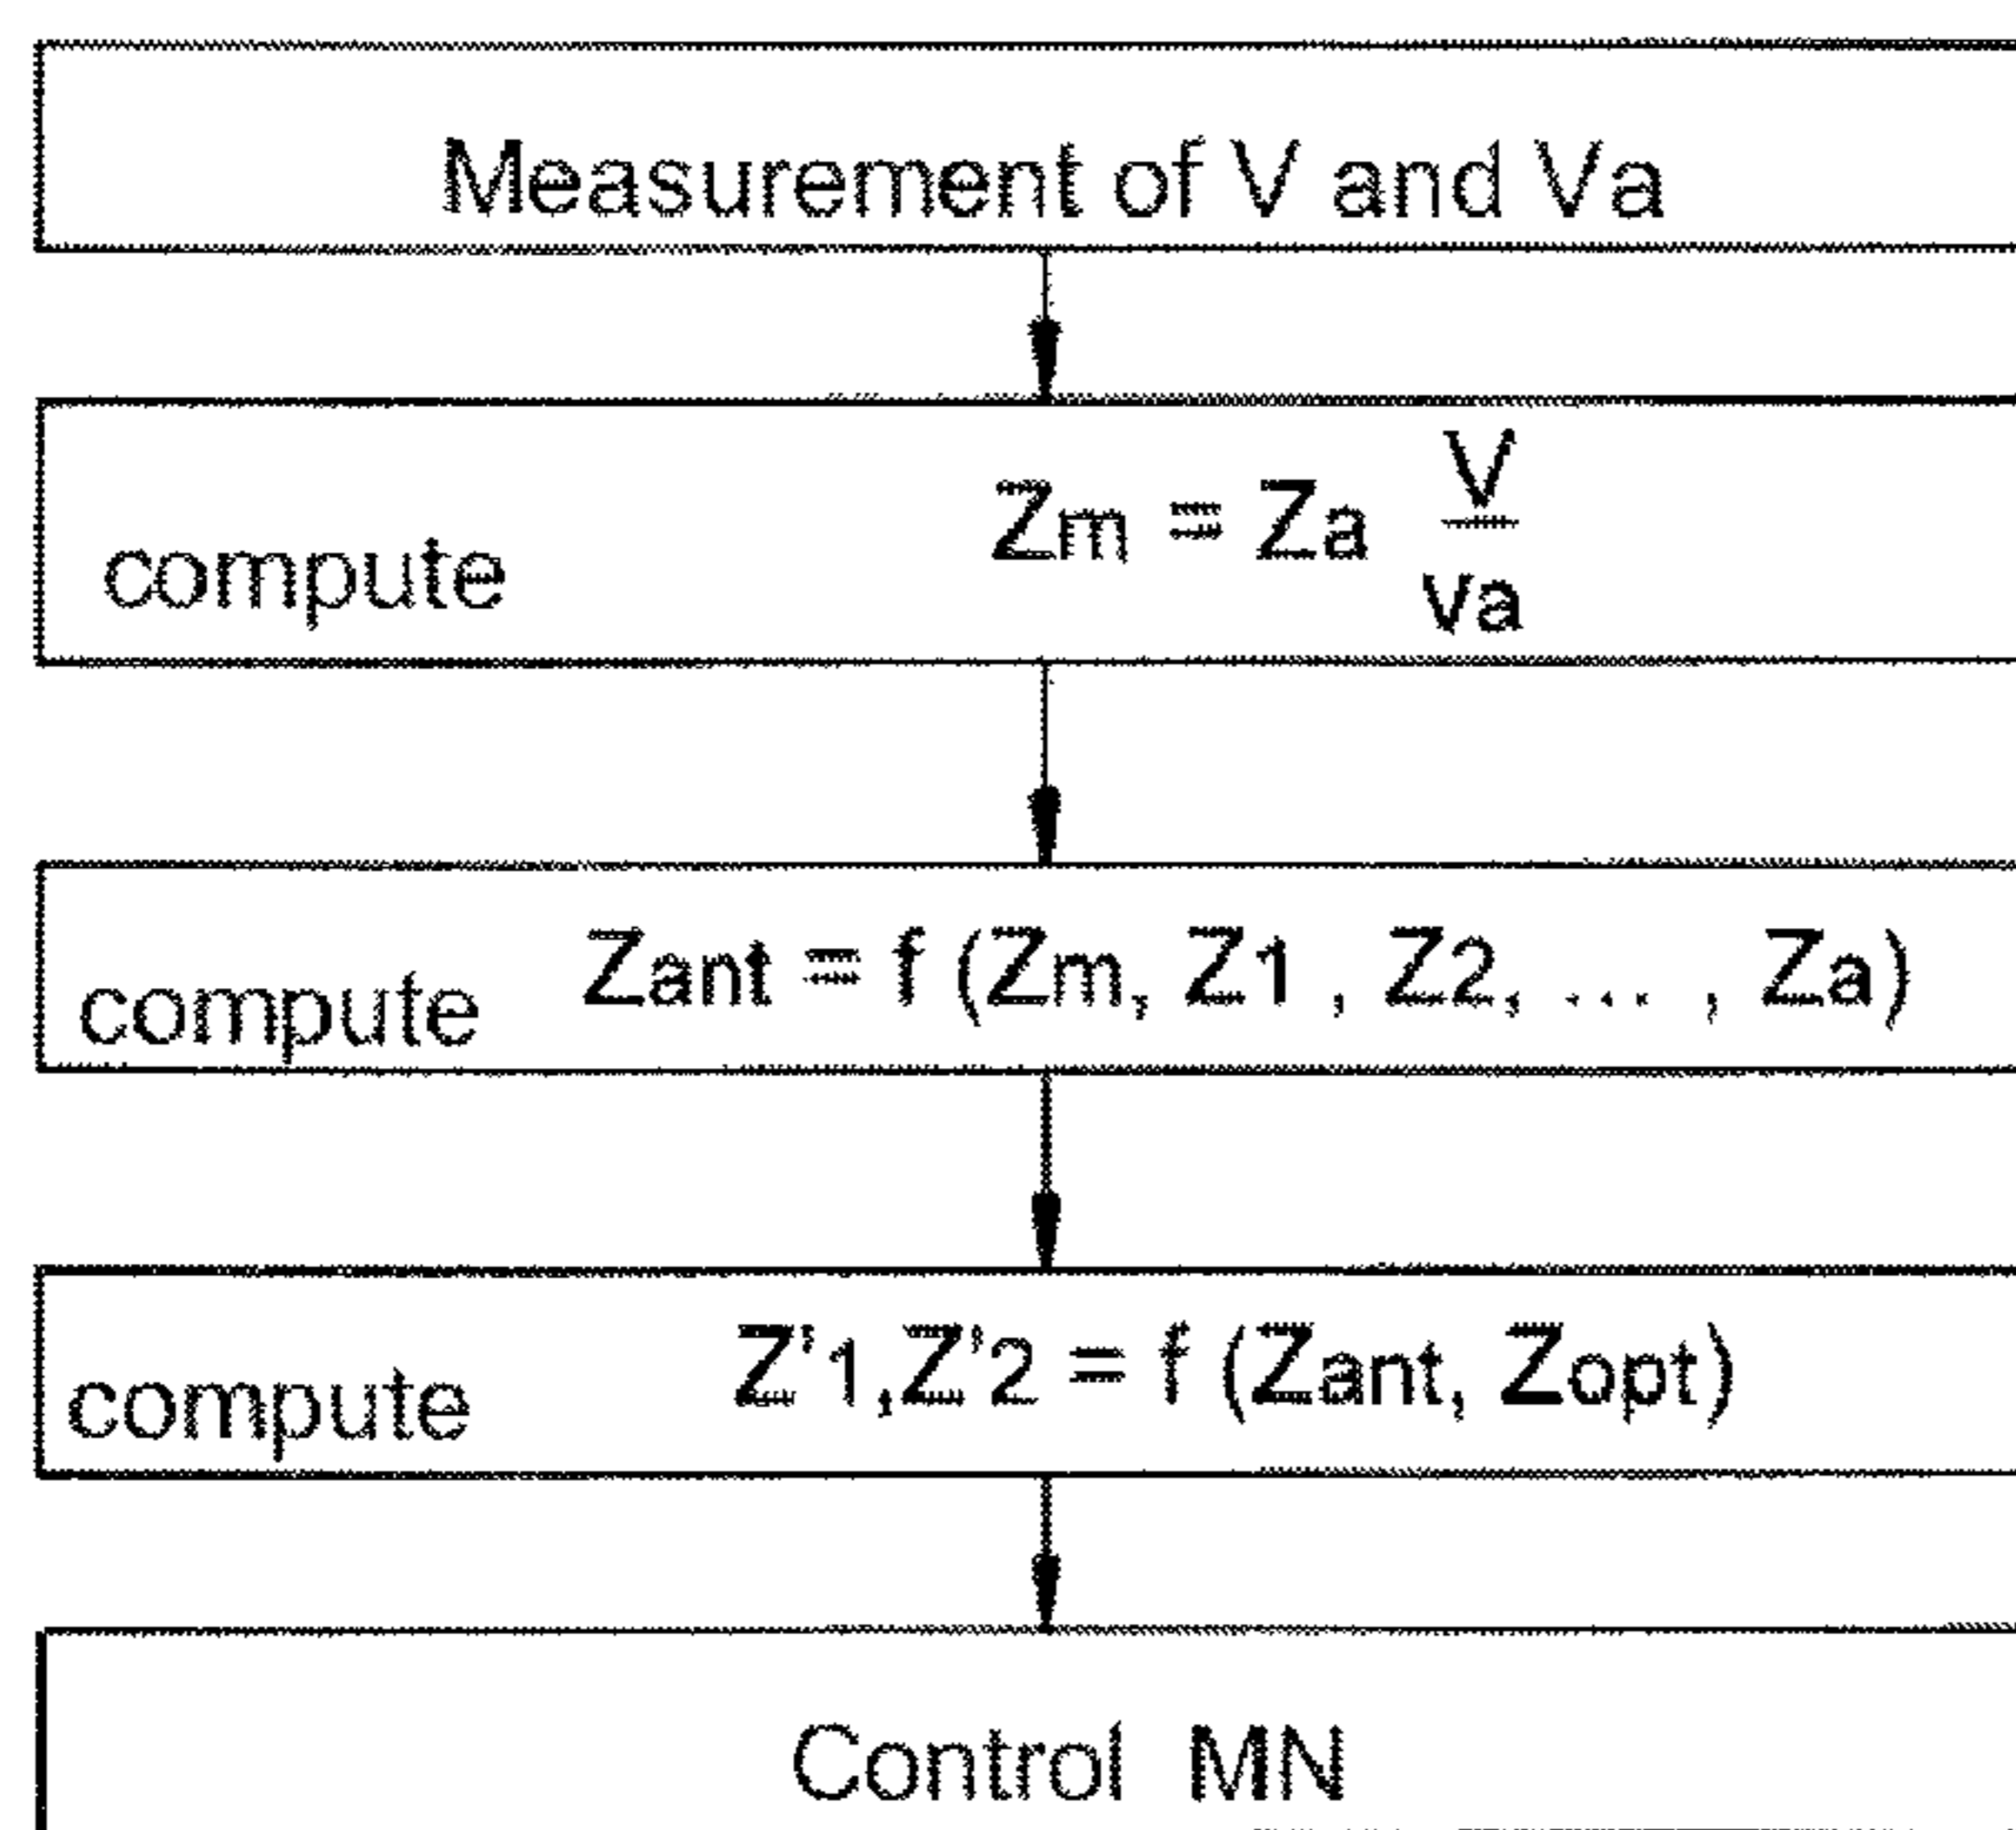 Measurement of V and Va
compute Zm = Za V
va
compute Zant = f (Zm, Z1 , Z2, ... , Za)
compute Z'1,Z'2 = f (Zant, Zopt)
Control MN